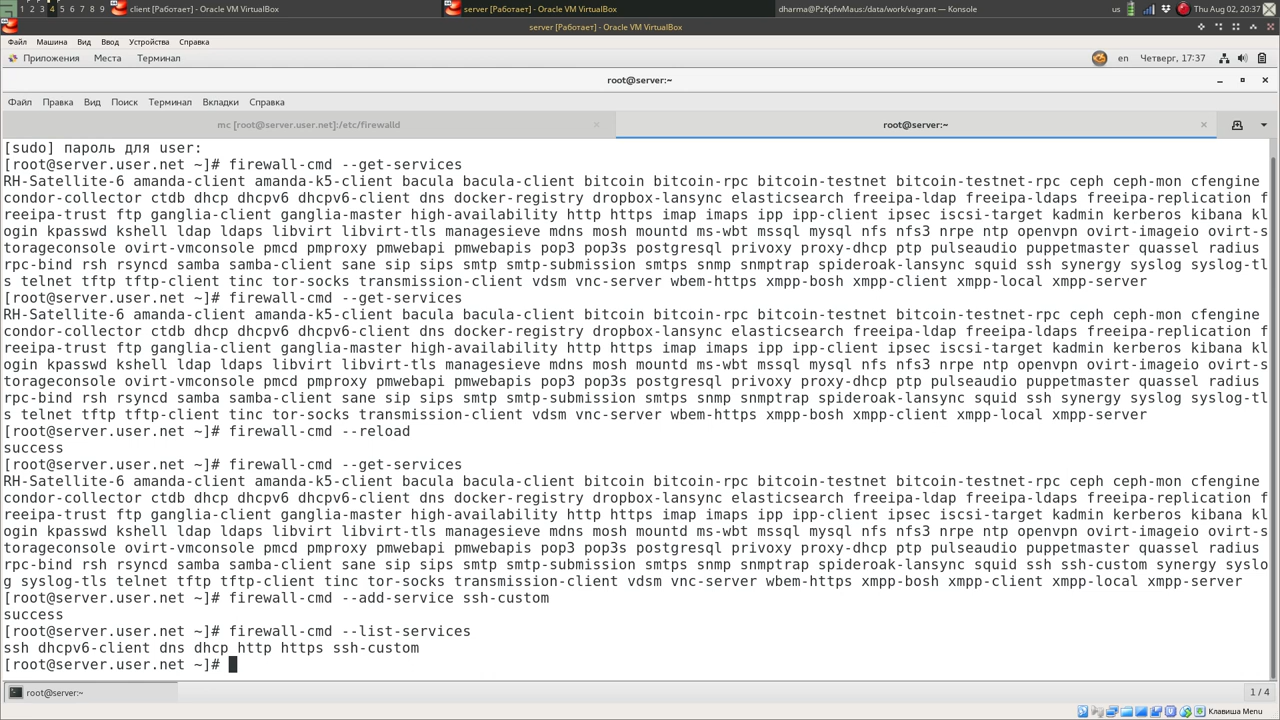 1 2 3 4 5 6 7 8 9 client [Работает] - Oracle VM VirtualBox server [Работает] - Oracle VM VirtualBox dharma@PzKpfwMaus:/data/work/vagrant — Konsole us Thu Aug 02, 20:37
server [Работает] - Oracle VM VirtualBox
Файл Машина Вид Ввод Устройства Справка
Приложения Места Терминал en Четверг, 17:37
root@server:~
Файл Правка Вид Поиск Терминал Вкладки Справка
mc [root@server.user.net]:/etc/firewalld × root@server:~ ×
[sudo] пароль для user:
[root@server.user.net ~]# firewall-cmd --get-services
RH-Satellite-6 amanda-client amanda-k5-client bacula bacula-client bitcoin bitcoin-rpc bitcoin-testnet bitcoin-testnet-rpc ceph ceph-mon cfengine
condor-collector ctdb dhcp dhcpv6 dhcpv6-client dns docker-registry dropbox-lansync elasticsearch freeipa-ldap freeipa-ldaps freeipa-replication f
reeipa-trust ftp ganglia-client ganglia-master high-availability http https imap imaps ipp ipp-client ipsec iscsi-target kadmin kerberos kibana kl
ogin kpasswd kshell ldap ldaps libvirt libvirt-tls managesieve mdns mosh mountd ms-wbt mssql mysql nfs nfs3 nrpe ntp openvpn ovirt-imageio ovirt-s
torageconsole ovirt-vmconsole pmcd pmproxy pmwebapi pmwebapis pop3 pop3s postgresql privoxy proxy-dhcp ptp pulseaudio puppetmaster quassel radius
rpc-bind rsh rsyncd samba samba-client sane sip sips smtp smtp-submission smtps snmp snmptrap spideroak-lansync squid ssh synergy syslog syslog-tl
s telnet tftp tftp-client tinc tor-socks transmission-client vdsm vnc-server wbem-https xmpp-bosh xmpp-client xmpp-local xmpp-server
[root@server.user.net ~]# firewall-cmd --get-services
RH-Satellite-6 amanda-client amanda-k5-client bacula bacula-client bitcoin bitcoin-rpc bitcoin-testnet bitcoin-testnet-rpc ceph ceph-mon cfengine
condor-collector ctdb dhcp dhcpv6 dhcpv6-client dns docker-registry dropbox-lansync elasticsearch freeipa-ldap freeipa-ldaps freeipa-replication f
reeipa-trust ftp ganglia-client ganglia-master high-availability http https imap imaps ipp ipp-client ipsec iscsi-target kadmin kerberos kibana kl
ogin kpasswd kshell ldap ldaps libvirt libvirt-tls managesieve mdns mosh mountd ms-wbt mssql mysql nfs nfs3 nrpe ntp openvpn ovirt-imageio ovirt-s
torageconsole ovirt-vmconsole pmcd pmproxy pmwebapi pmwebapis pop3 pop3s postgresql privoxy proxy-dhcp ptp pulseaudio puppetmaster quassel radius
rpc-bind rsh rsyncd samba samba-client sane sip sips smtp smtp-submission smtps snmp snmptrap spideroak-lansync squid ssh synergy syslog syslog-tl
s telnet tftp tftp-client tinc tor-socks transmission-client vdsm vnc-server wbem-https xmpp-bosh xmpp-client xmpp-local xmpp-server
[root@server.user.net ~]# firewall-cmd --reload
success
[root@server.user.net ~]# firewall-cmd --get-services
RH-Satellite-6 amanda-client amanda-k5-client bacula bacula-client bitcoin bitcoin-rpc bitcoin-testnet bitcoin-testnet-rpc ceph ceph-mon cfengine
condor-collector ctdb dhcp dhcpv6 dhcpv6-client dns docker-registry dropbox-lansync elasticsearch freeipa-ldap freeipa-ldaps freeipa-replication f
reeipa-trust ftp ganglia-client ganglia-master high-availability http https imap imaps ipp ipp-client ipsec iscsi-target kadmin kerberos kibana kl
ogin kpasswd kshell ldap ldaps libvirt libvirt-tls managesieve mdns mosh mountd ms-wbt mssql mysql nfs nfs3 nrpe ntp openvpn ovirt-imageio ovirt-s
torageconsole ovirt-vmconsole pmcd pmproxy pmwebapi pmwebapis pop3 pop3s postgresql privoxy proxy-dhcp ptp pulseaudio puppetmaster quassel radius
rpc-bind rsh rsyncd samba samba-client sane sip sips smtp smtp-submission smtps snmp snmptrap spideroak-lansync squid ssh ssh-custom synergy syslo
g syslog-tls telnet tftp tftp-client tinc tor-socks transmission-client vdsm vnc-server wbem-https xmpp-bosh xmpp-client xmpp-local xmpp-server
[root@server.user.net ~]# firewall-cmd --add-service ssh-custom
success
[root@server.user.net ~]# firewall-cmd --list-services
ssh dhcpv6-client dns dhcp http https ssh-custom
[root@server.user.net ~]#
root@server:~ 1 / 4
Клавиша Menu